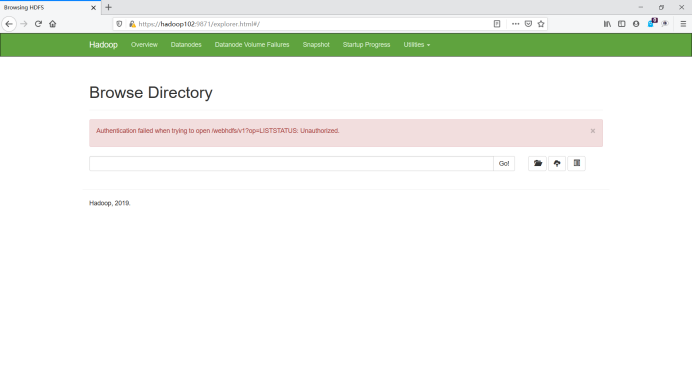 Browsing HDFS
https://hadoop102:9871/explorer.html#/
Hadoop Overview Datanodes Datanode Volume Failures Snapshot Startup Progress Utilities
Browse Directory
Authentication failed when trying to open /webhdfs/v1?op=LISTSTATUS: Unauthorized.
Go!
Hadoop, 2019.